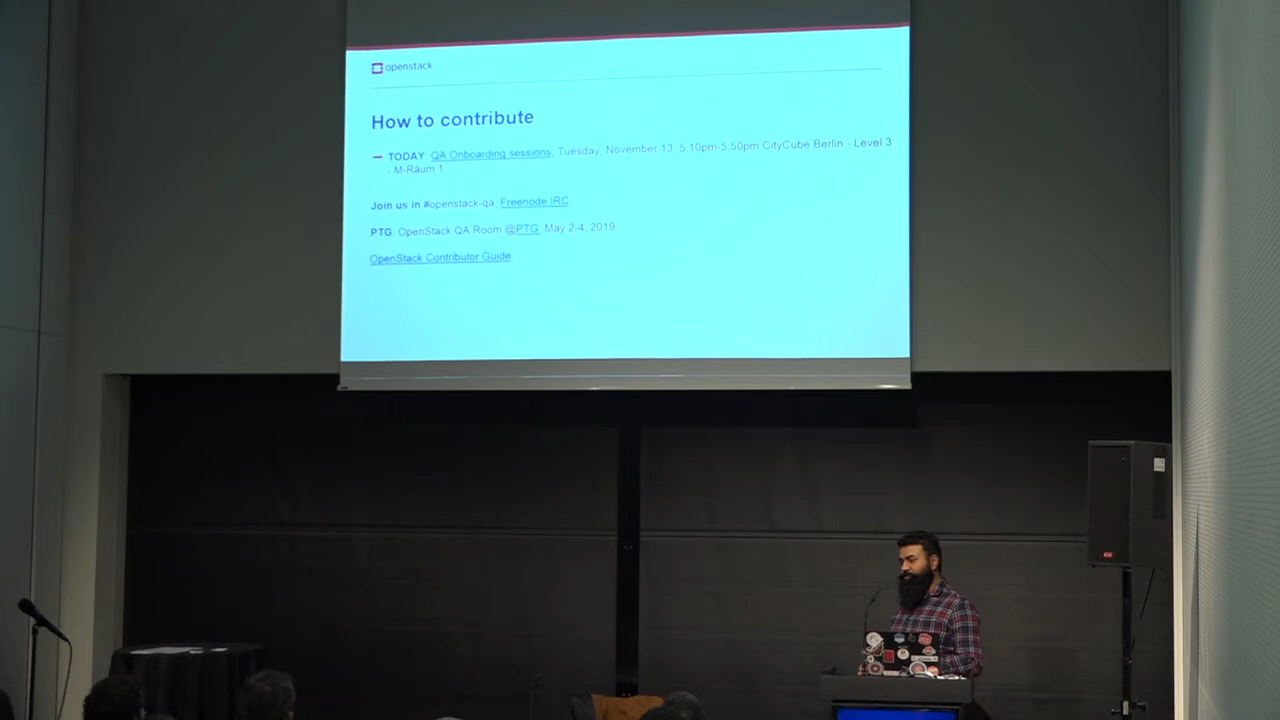 openstack
How to contribute
— TODAY: QA Onboarding sessions, Tuesday, November 13, 5:10pm-5:50pm CityCube Berlin - Level 3
- M-Räum 1
Join us in #openstack-qa, Freenode IRC.
PTG: OpenStack QA Room @PTG, May 2-4, 2019
OpenStack Contributor Guide.